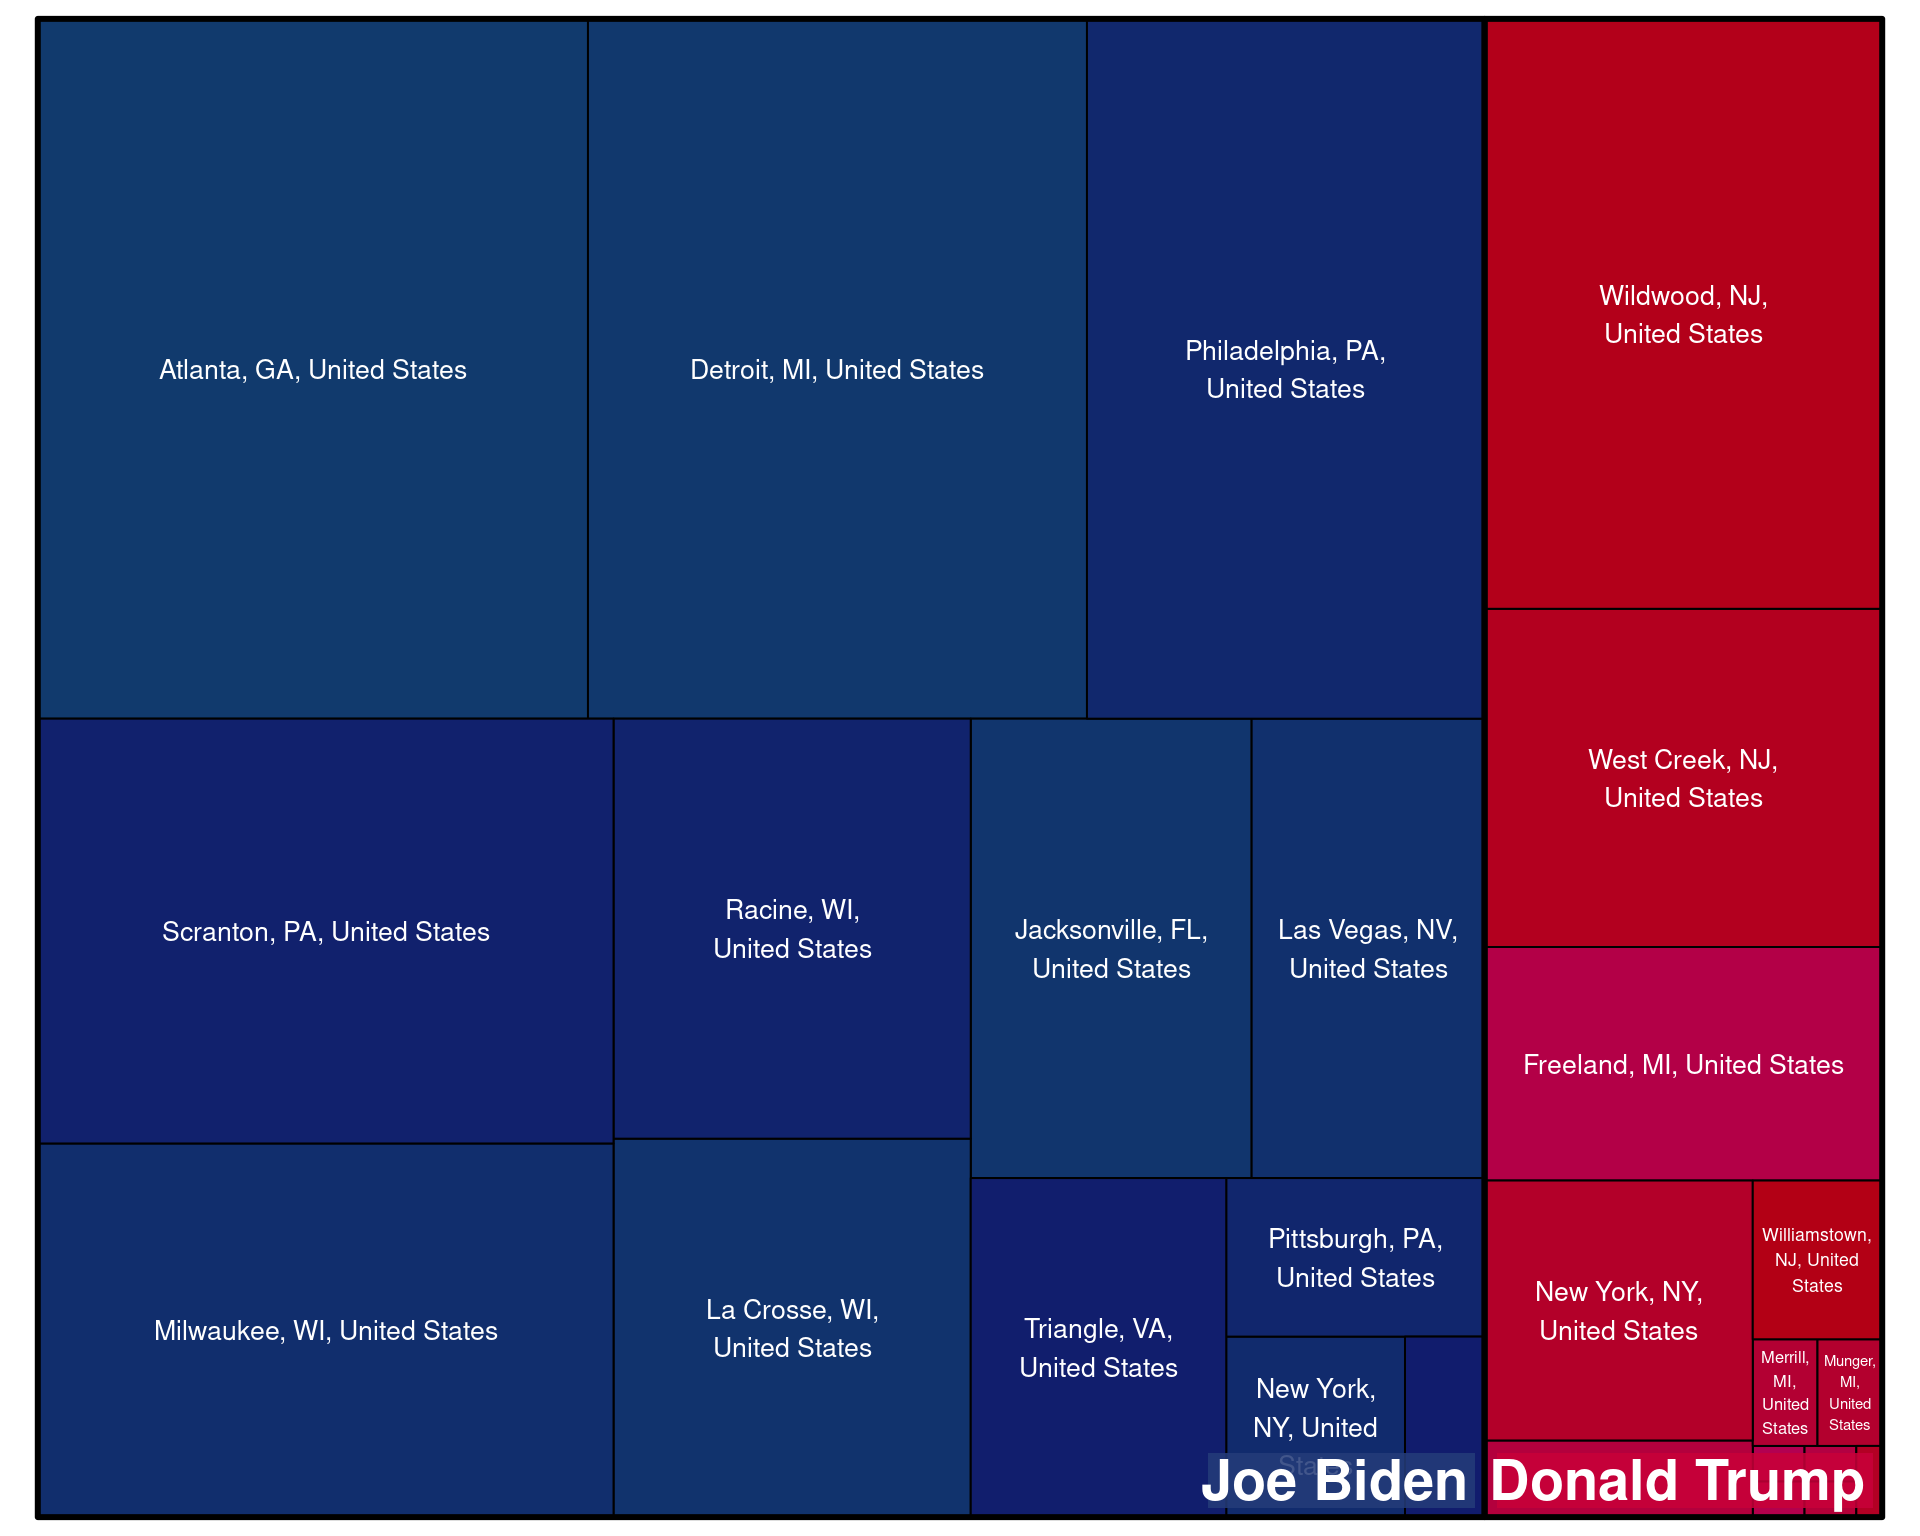 Atlanta, GA, United States
Detroit, MI, United States
Philadelphia, PA,
United States
Wildwood, NJ,
United States
West Creek, NJ,
United States
Scranton, PA, United States
Racine, WI,
United States
Jacksonville, FL,
United States
Las Vegas, NV,
United States
Freeland, MI, United States
Milwaukee, WI, United States
La Crosse, WI,
United States
Triangle, VA,
United States
Pittsburgh, PA,
United States
New York,
NY, United
States
New York, NY,
United States
Williamstown,
NJ, United
States
Merrill,
MI,
United
States
Munger,
MI,
United
States
Joe Biden
Donald Trump